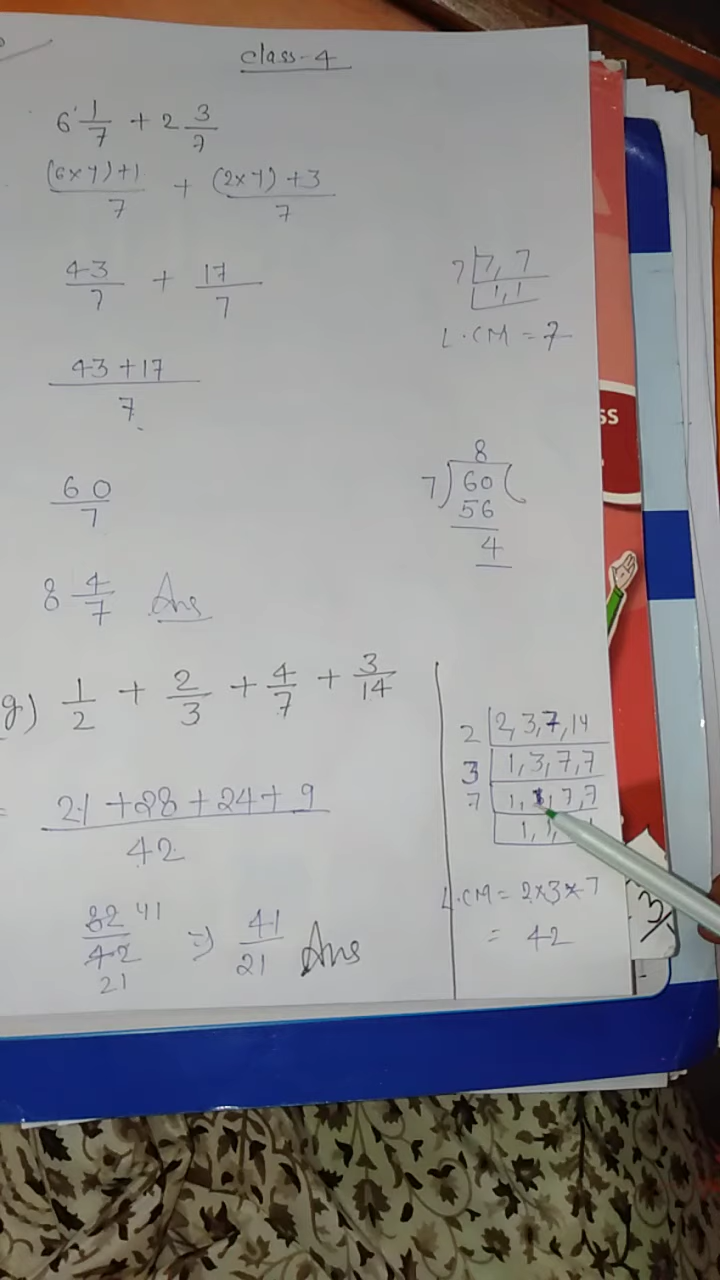 class-4
6 1/7 + 2 3/7
(6×7)+1/7 + (2×7)+3/7
43/7 + 17/7
7 | 7, 7
1, 1
L.CM = 7
43+17/7
60/7
8
7)60(
56
4
8 4/7 Ans
g) 1/2 + 2/3 + 4/7 + 3/14
= 21+28+24+9/42
82/42 41/21 ⇒ 41/21 Ans
2 | 2, 3, 7, 14
3 | 1, 3, 7, 7
7 | 1, 1, 7, 7
1, 1,
L.CM = 2×3×7
= 42
ss
3/